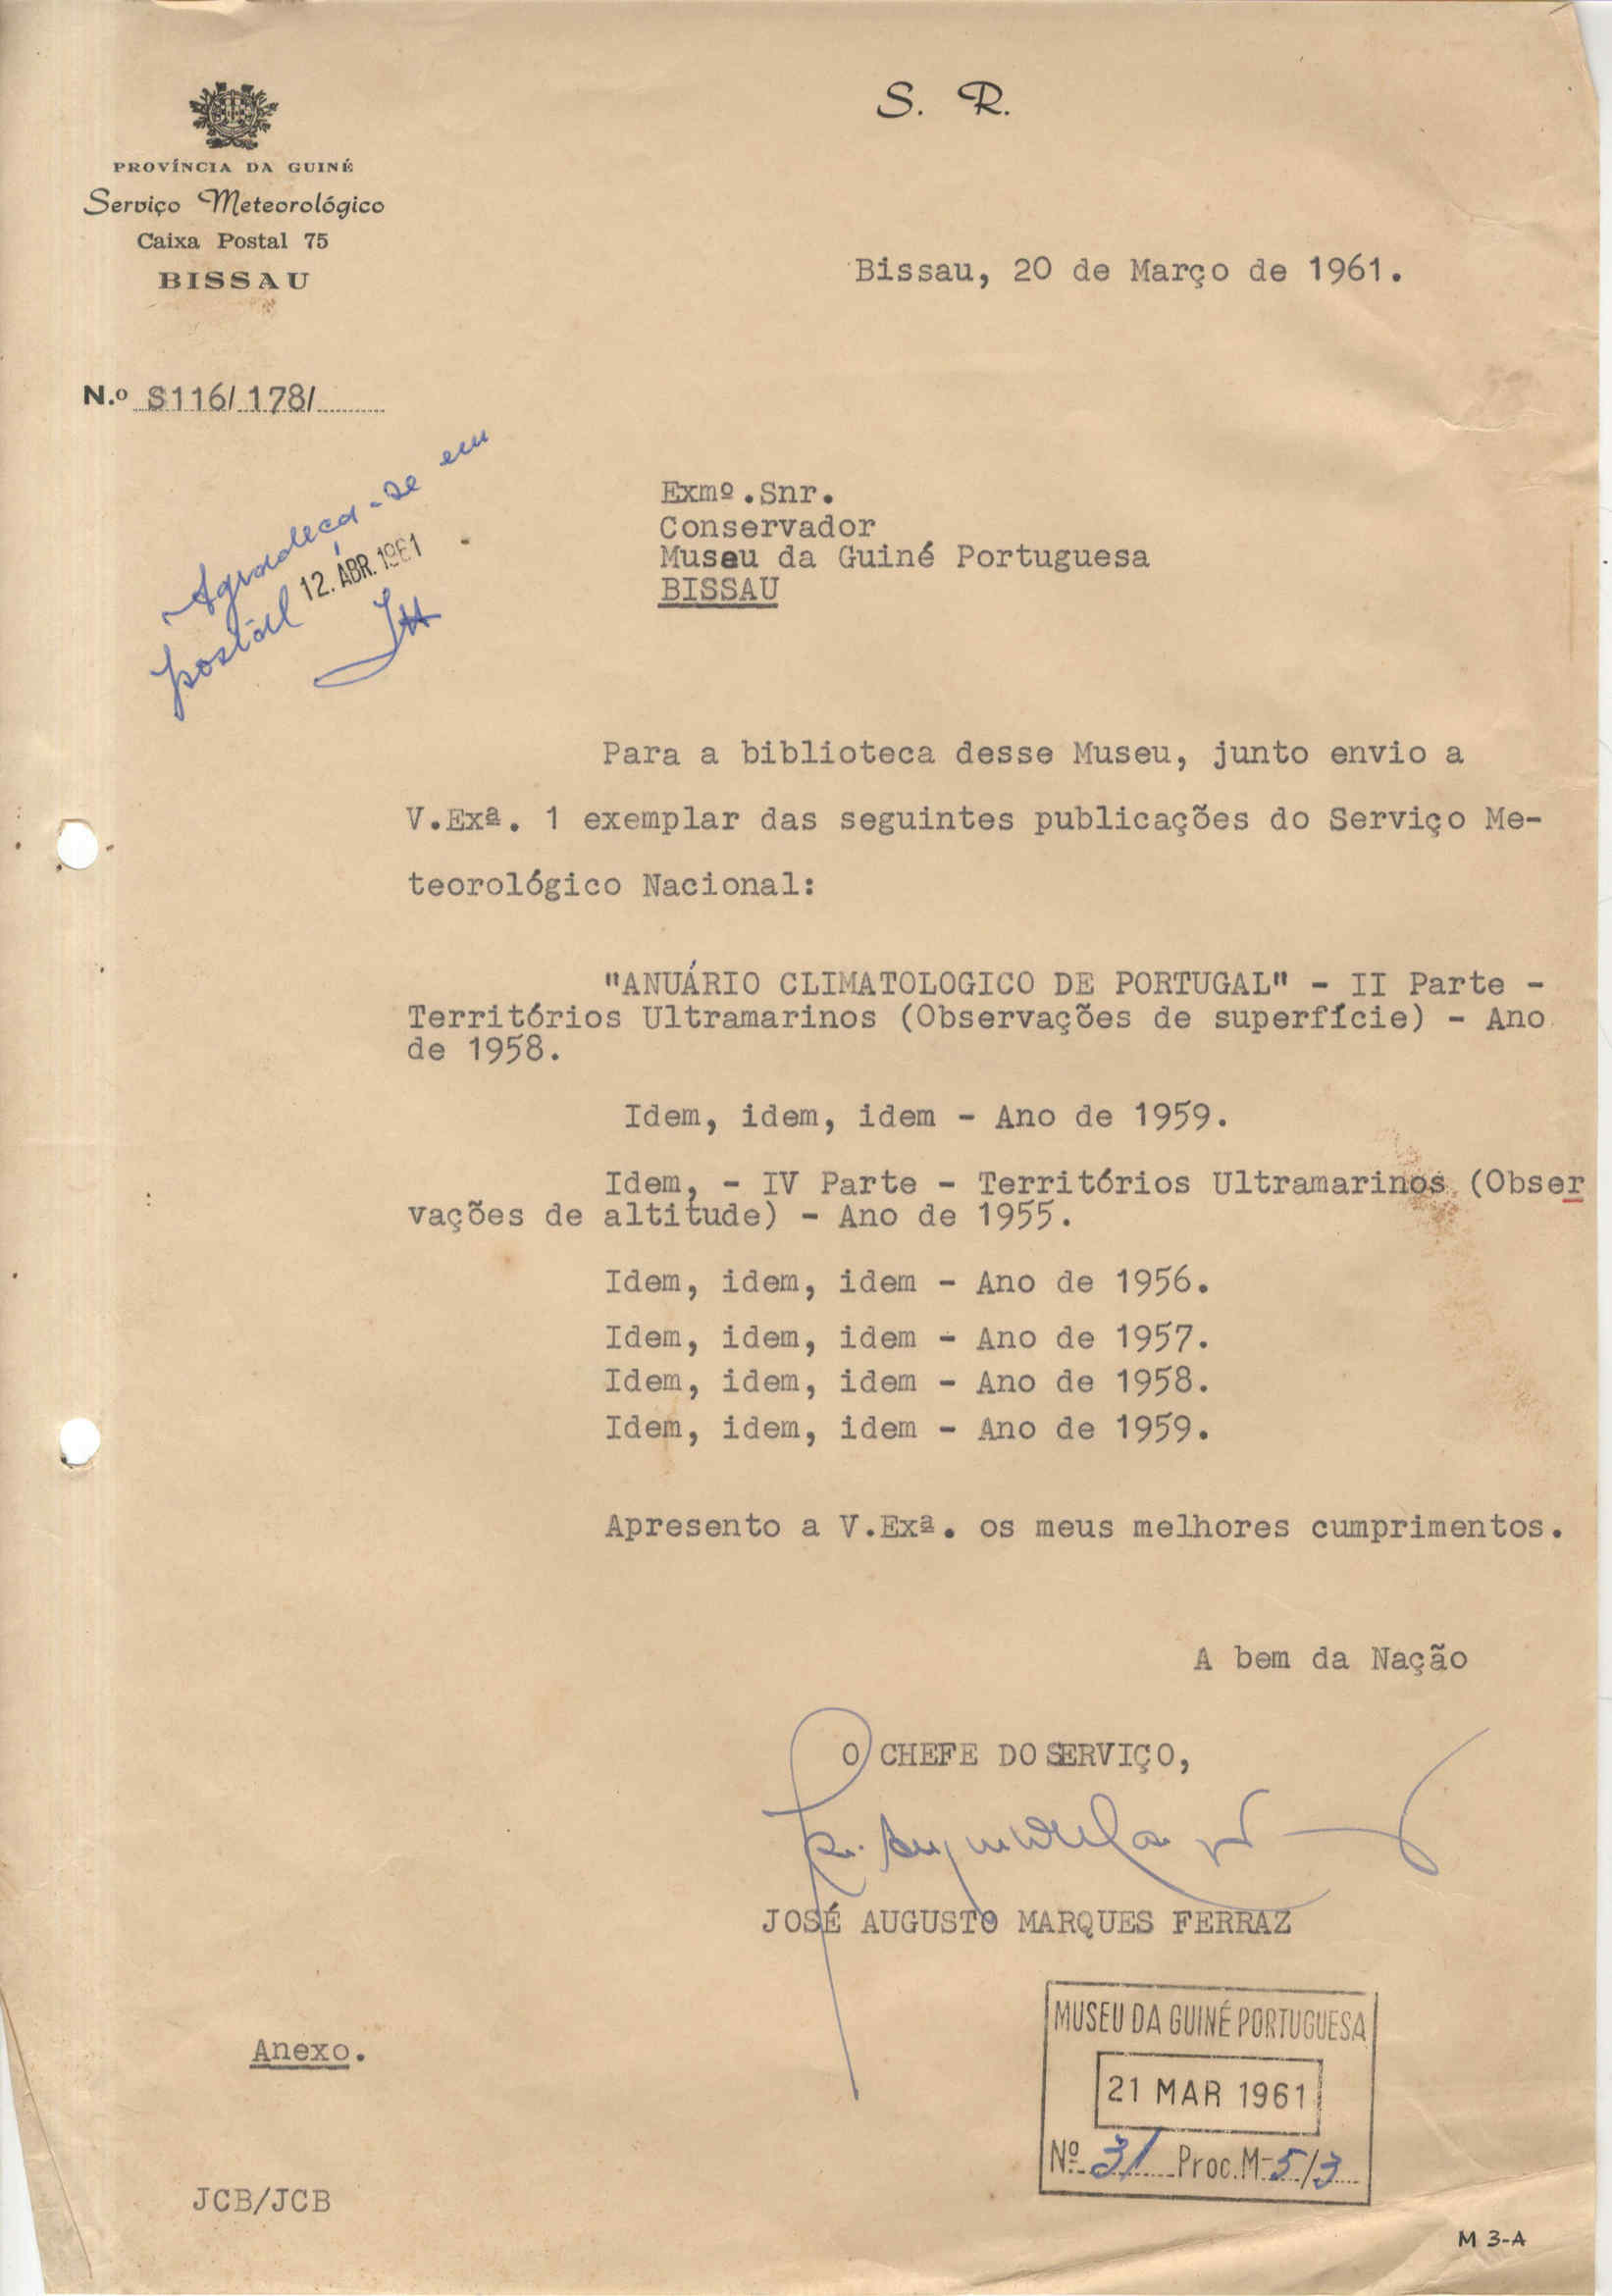 S. R.
PROVÍNCIA DA GUINÉ
Serviço Meteorológico
Caixa Postal 75
BISSAU
Bissau, 20 de Março de 1961.
N.º S116/178/
Agradeça-se em
postal 12. ABR. 1961
Exmº.Snr.
Conservador
Museu da Guiné Portuguesa
BISSAU
Para a biblioteca desse Museu, junto envio a
V.Exª. 1 exemplar das seguintes publicações do Serviço Me-
teorológico Nacional:
"ANUÁRIO CLIMATOLOGICO DE PORTUGAL" - II Parte -
Territórios Ultramarinos (Observações de superfície) - Ano
de 1958.
Idem, idem, idem - Ano de 1959.
Idem, - IV Parte - Territórios Ultramarinos (Obser
vações de altitude) - Ano de 1955.
Idem, idem, idem - Ano de 1956.
Idem, idem, idem - Ano de 1957.
Idem, idem, idem - Ano de 1958.
Idem, idem, idem - Ano de 1959.
Apresento a V.Exª. os meus melhores cumprimentos.
A bem da Nação
O CHEFE DO SERVIÇO,
JOSÉ AUGUSTO MARQUES FERRAZ
MUSEU DA GUINÉ PORTUGUESA
21 MAR 1961
Nº 31 Proc. M-5/3
Anexo.
JCB/JCB
M 3-A